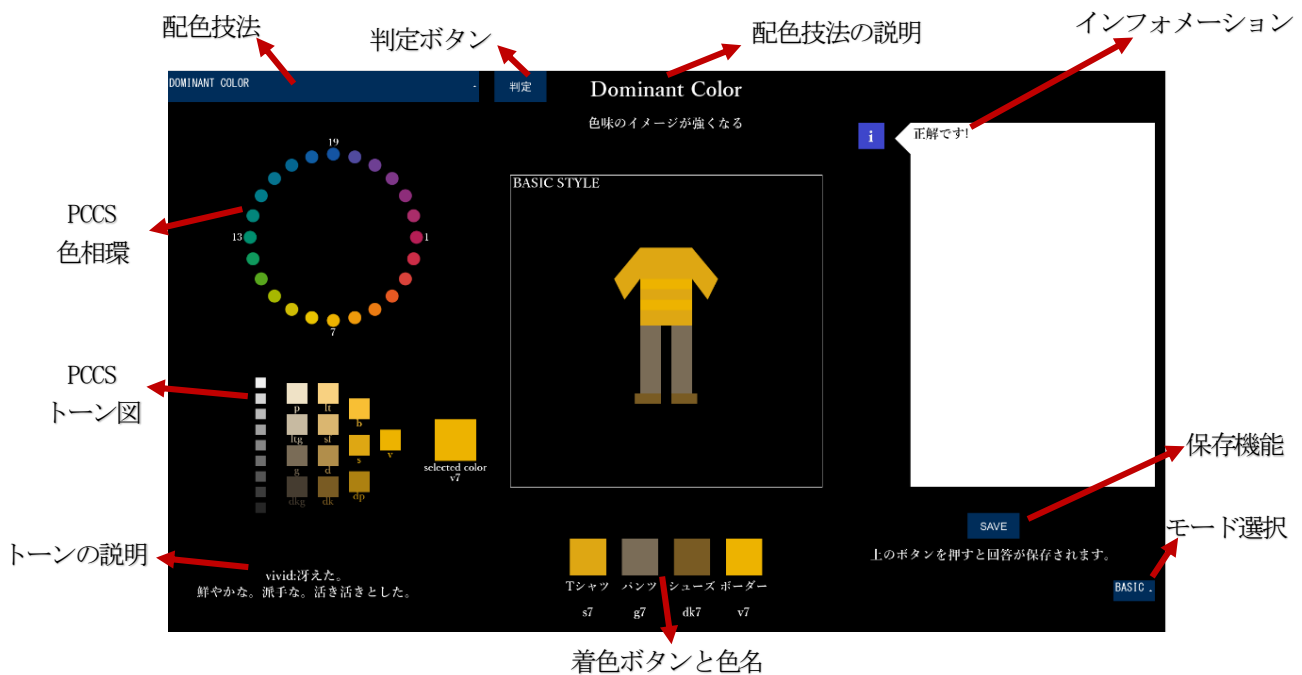 配色技法
判定ボタン
配色技法の説明
インフォメーション
DOMINANT COLOR
-
判定
Dominant Color
色味のイメージが強くなる
i
正解です!
19
13
1
7
PCCS
色相環
BASIC STYLE
PCCS
トーン図
p
lt
b
ltg
sf
s
v
g
d
dkg
dk
dp
selected color
v7
保存機能
SAVE
モード選択
上のボタンを押すと回答が保存されます。
BASIC -
トーンの説明
vivid:冴えた。
鮮やかな。派手な。活き活きとした。
Tシャツ パンツ シューズ ボーダー
s7 g7 dk7 v7
着色ボタンと色名